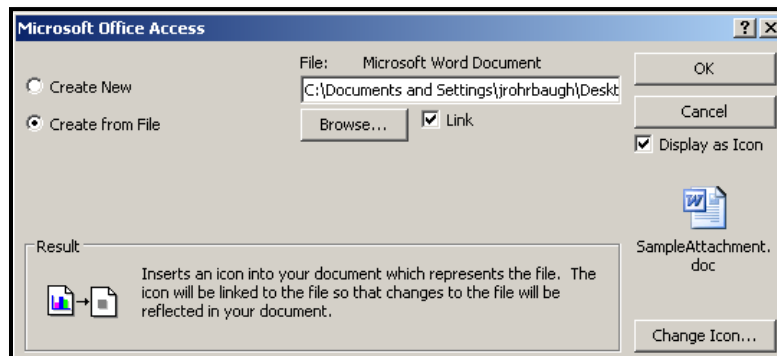 Microsoft Office Access
File: Microsoft Word Document
OK
Create New
C:\Documents and Settings\jrohrbaugh\Deskt
Create from File
Browse...
Link
Cancel
Display as Icon
SampleAttachment.
doc
Result
Inserts an icon into your document which represents the file. The
icon will be linked to the file so that changes to the file will be
reflected in your document.
Change Icon...